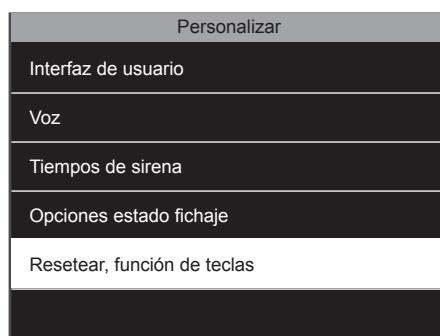 Personalizar
Interfaz de usuario
Voz
Tiempos de sirena
Opciones estado fichaje
Resetear, función de teclas